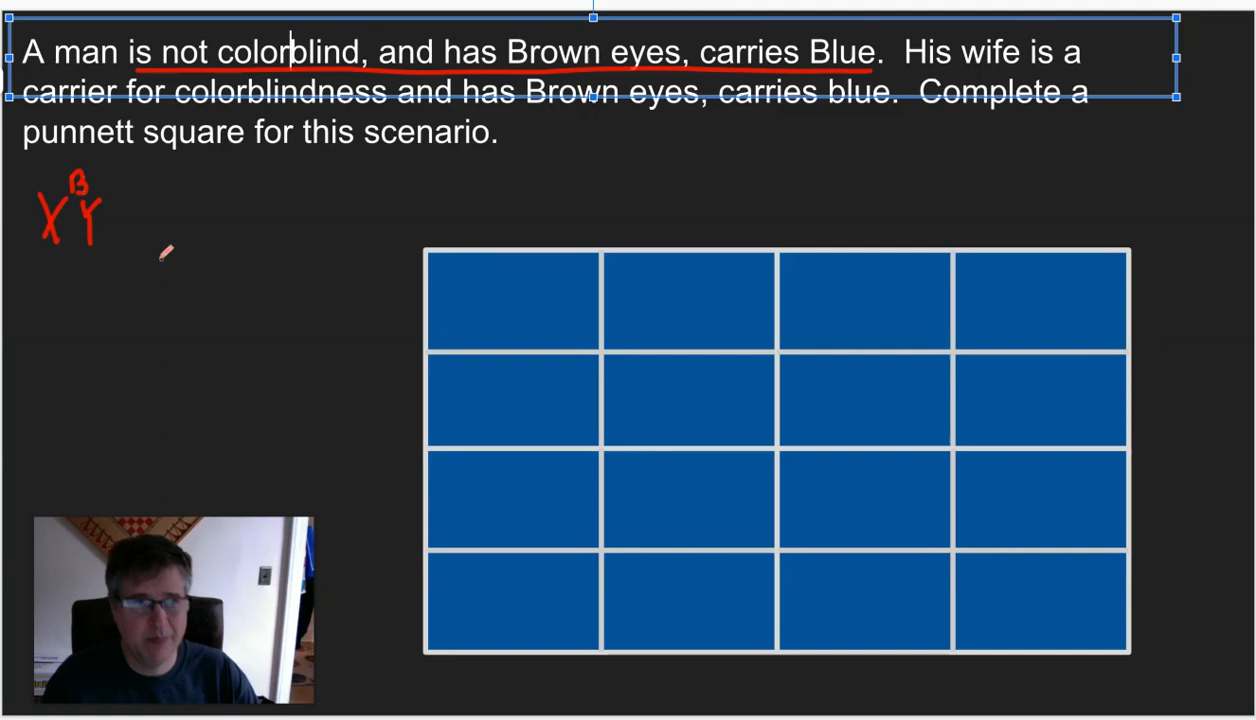 A man is not colorblind, and has Brown eyes, carries Blue.  His wife is a
carrier for colorblindness and has Brown eyes, carries blue.  Complete a
punnett square for this scenario.
X^B Y